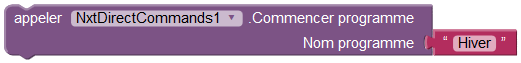 appeler NxtDirectCommands1 .Commencer programme
Nom programme “ Hiver ”